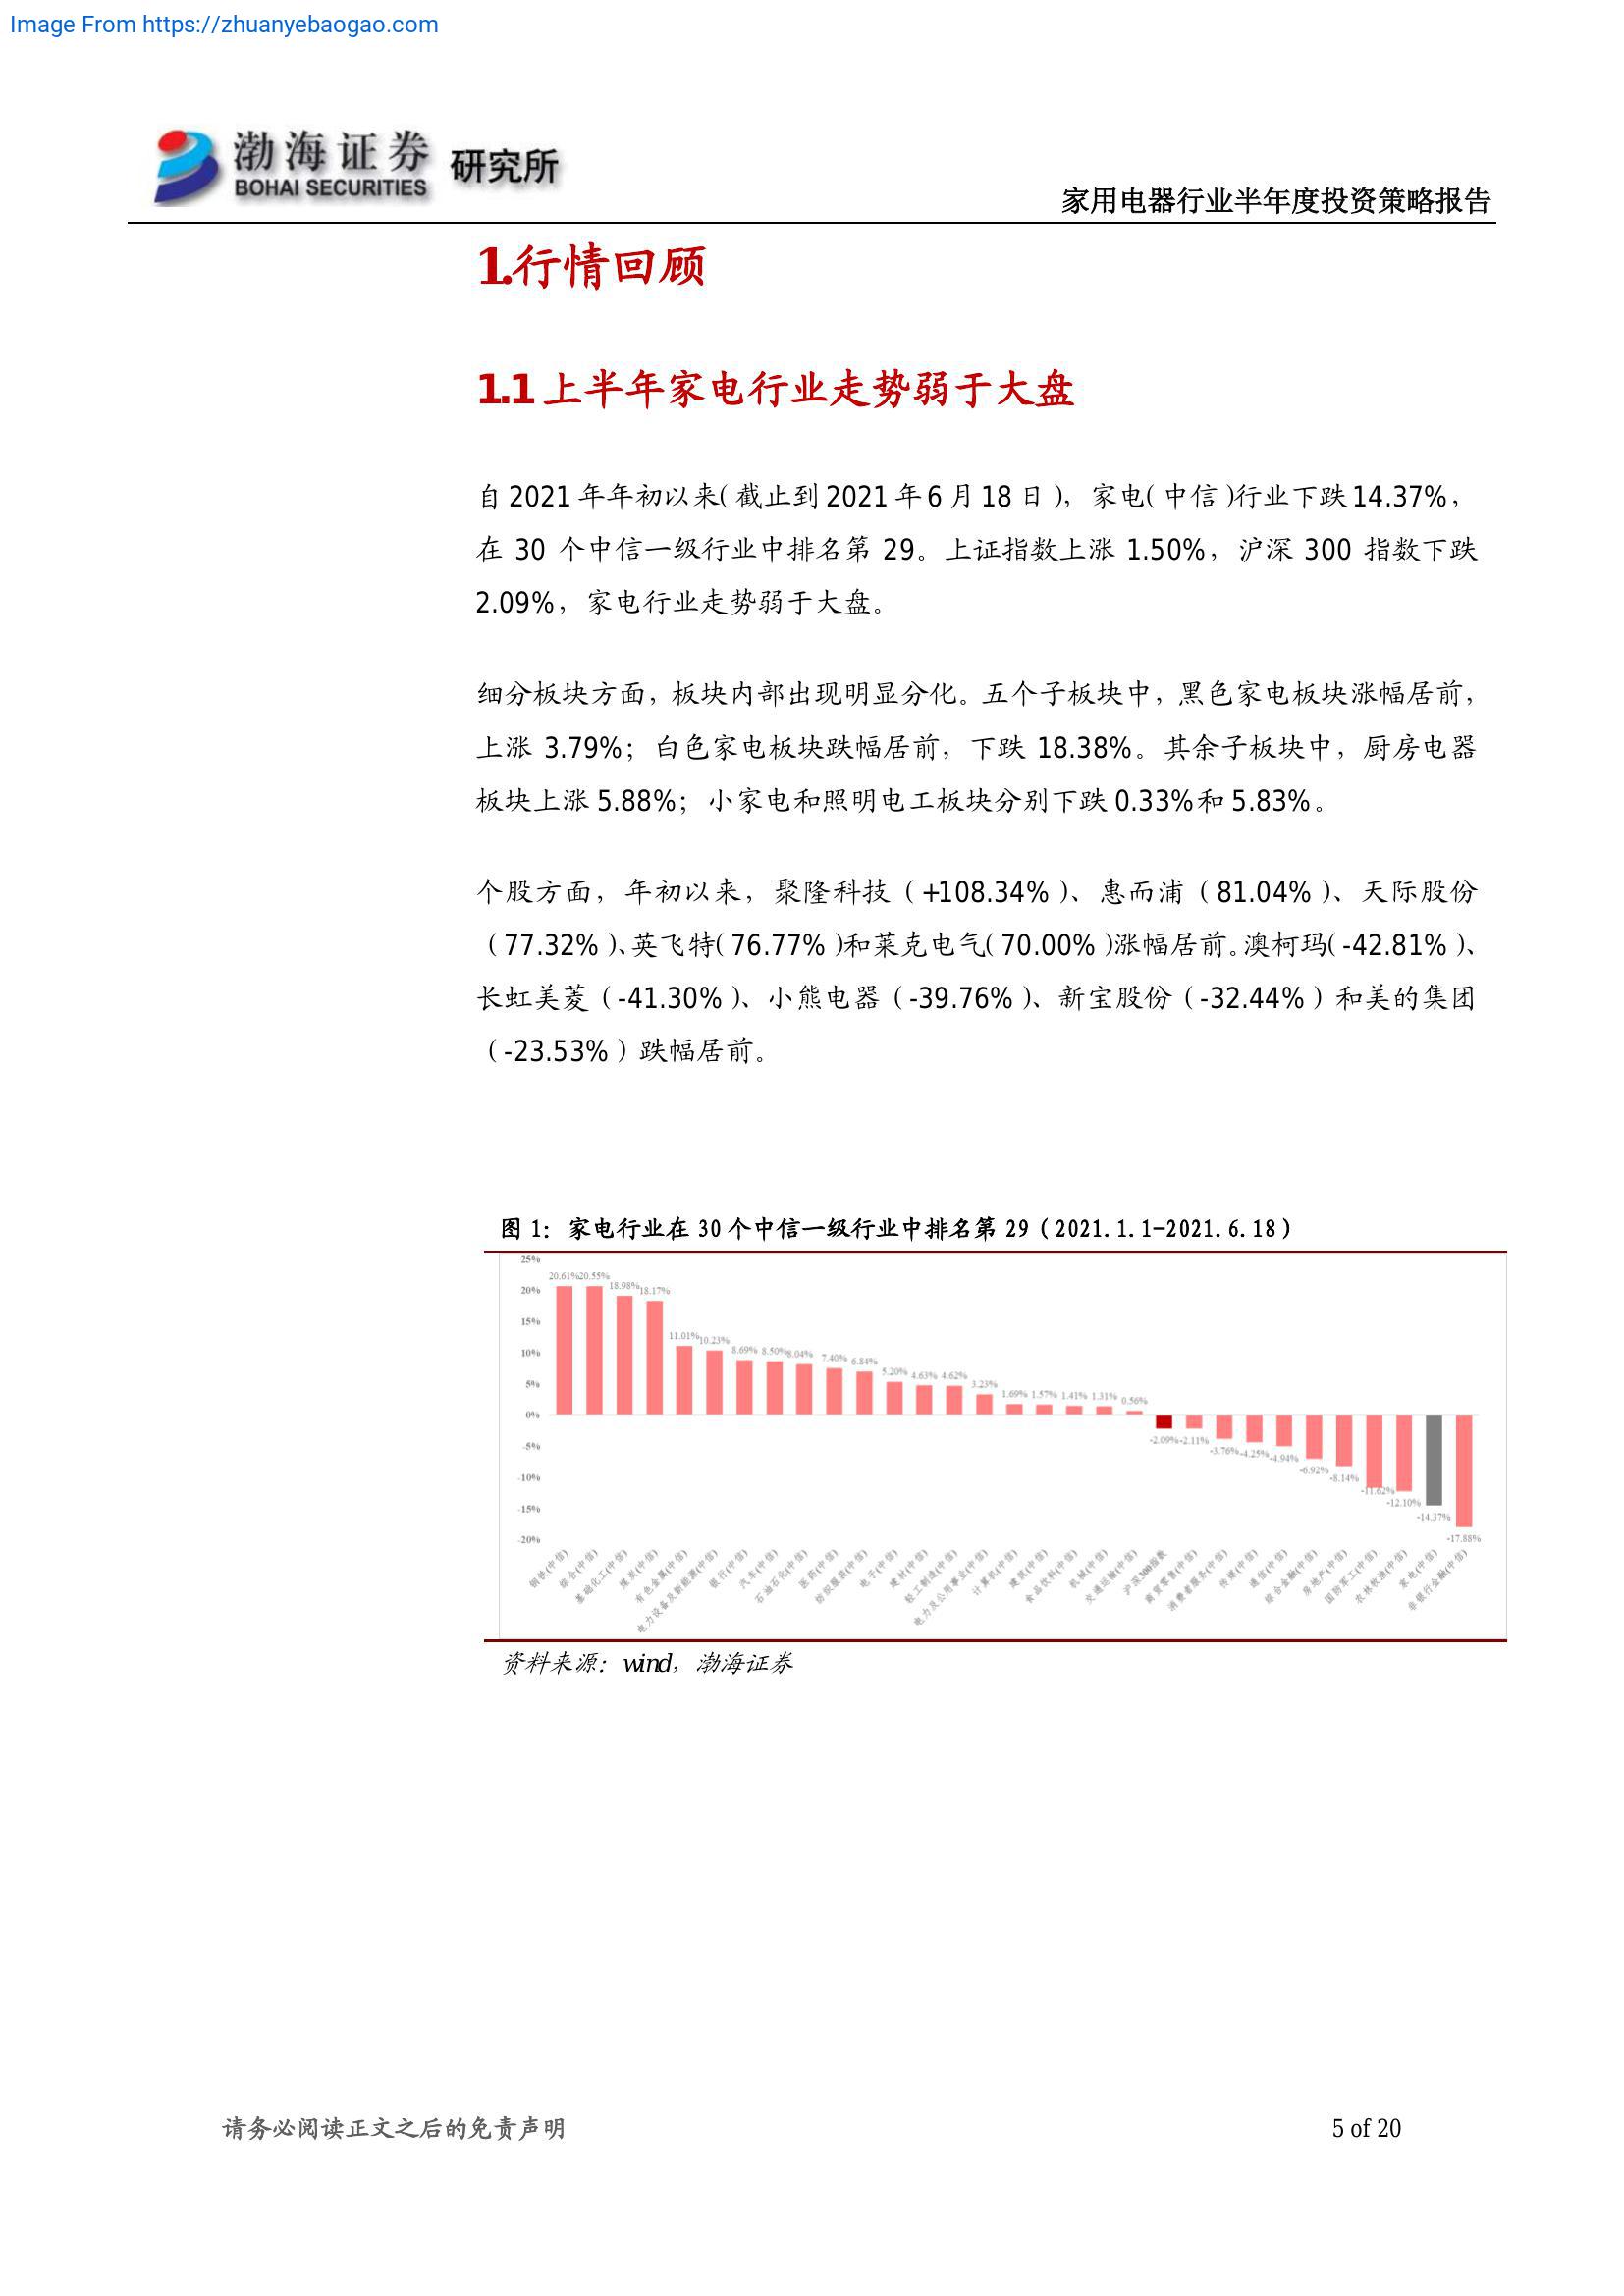 Image From https://zhuanyebaogao.com
渤海证券 研究所
BOHAI SECURITIES
家用电器行业半年度投资策略报告
1.行情回顾
1.1 上半年家电行业走势弱于大盘
自 2021 年年初以来(截止到 2021 年 6 月 18 日)，家电(中信)行业下跌 14.37%，
在 30 个中信一级行业中排名第 29。上证指数上涨 1.50%，沪深 300 指数下跌
2.09%，家电行业走势弱于大盘。
细分板块方面，板块内部出现明显分化。五个子板块中，黑色家电板块涨幅居前，
上涨 3.79%；白色家电板块跌幅居前，下跌 18.38%。其余子板块中，厨房电器
板块上涨 5.88%；小家电和照明电工板块分别下跌 0.33%和 5.83%。
个股方面，年初以来，聚隆科技（+108.34%）、惠而浦（81.04%）、天际股份
（77.32%）、英飞特（76.77%）和莱克电气（70.00%）涨幅居前。澳柯玛（-42.81%）、
长虹美菱（-41.30%）、小熊电器（-39.76%）、新宝股份（-32.44%）和美的集团
（-23.53%）跌幅居前。
图 1：家电行业在 30 个中信一级行业中排名第 29（2021.1.1-2021.6.18）
25%
20%
15%
10%
5%
0%
-5%
-10%
-15%
-20%
20.61% 20.55% 18.98% 18.17% 11.01% 10.23% 8.69% 8.50% 8.04% 7.40% 6.84% 5.20% 4.63% 4.62% 3.23% 1.69% 1.57% 1.41% 1.31% 0.56%
-2.09% -2.11% -3.76% -4.25% -4.94% -6.92% -8.14% -11.62% -12.10% -14.37% -17.88%
钢铁(中信)
综合(中信)
基础化工(中信)
煤炭(中信)
有色金属(中信)
电力设备及新能源(中信)
银行(中信)
汽车(中信)
石油石化(中信)
医药(中信)
纺织服装(中信)
电子(中信)
建材(中信)
轻工制造(中信)
电力及公用事业(中信)
计算机(中信)
建筑(中信)
食品饮料(中信)
机械(中信)
交通运输(中信)
沪深300指数
商贸零售(中信)
消费者服务(中信)
传媒(中信)
通信(中信)
综合金融(中信)
房地产(中信)
国防军工(中信)
农林牧渔(中信)
家电(中信)
非银行金融(中信)
资料来源：wind，渤海证券
请务必阅读正文之后的免责声明
5 of 20